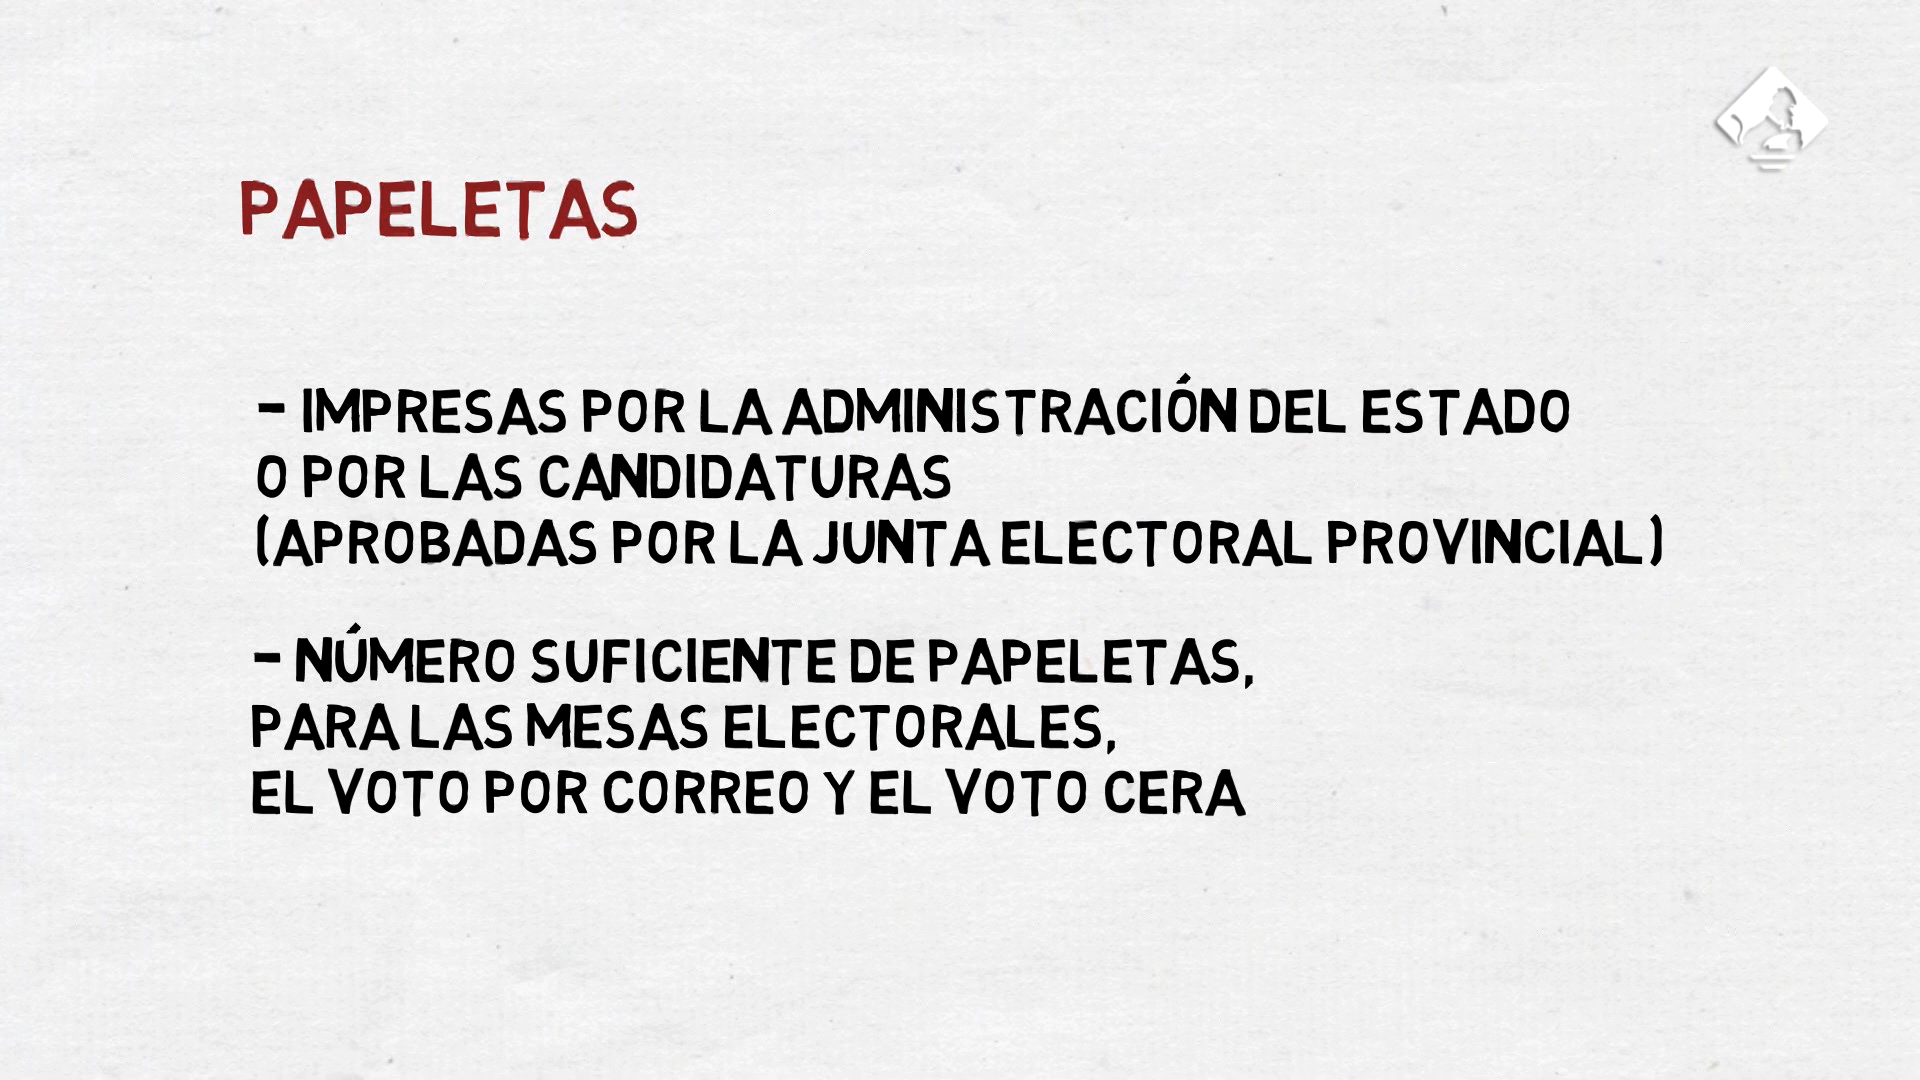 PAPELETAS
- IMPRESAS POR LA ADMINISTRACIÓN DEL ESTADO
O POR LAS CANDIDATURAS
(APROBADAS POR LA JUNTA ELECTORAL PROVINCIAL)
- NÚMERO SUFICIENTE DE PAPELETAS,
PARA LAS MESAS ELECTORALES,
EL VOTO POR CORREO Y EL VOTO CERA